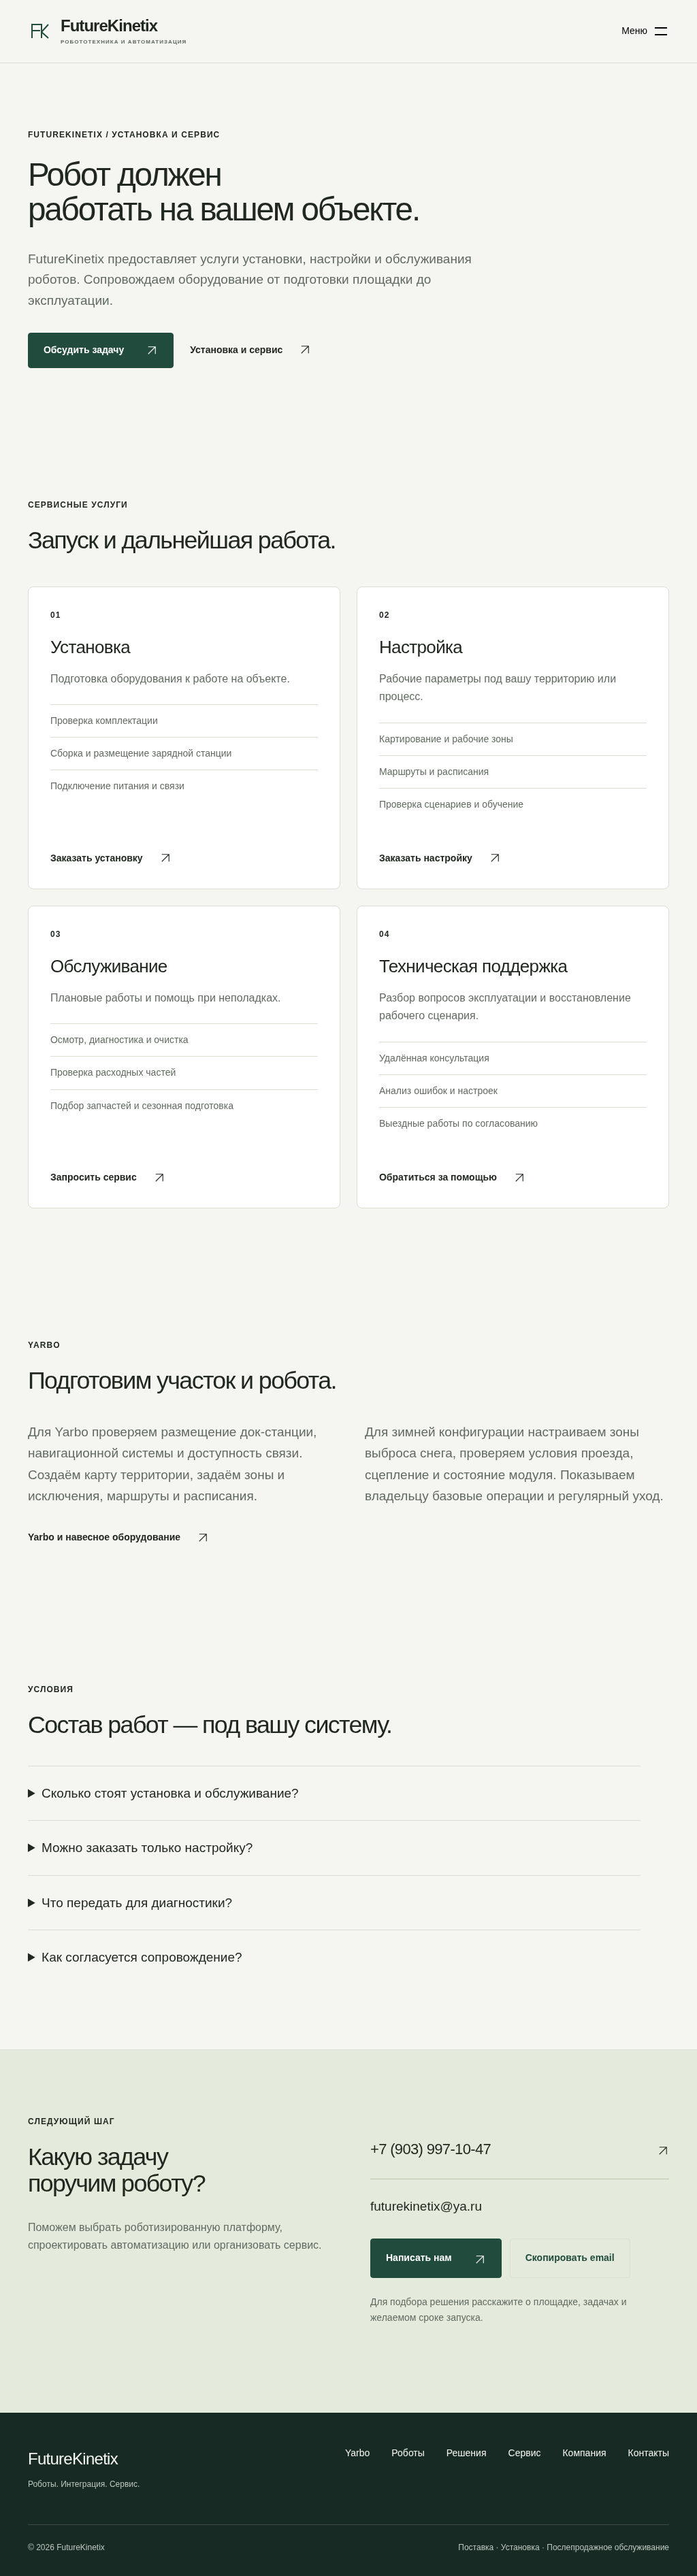 FutureKinetix
РОБОТОТЕХНИКА И АВТОМАТИЗАЦИЯ
Меню
FUTUREKINETIX / УСТАНОВКА И СЕРВИС
Робот должен
работать на вашем объекте.
FutureKinetix предоставляет услуги установки, настройки и обслуживания
роботов. Сопровождаем оборудование от подготовки площадки до
эксплуатации.
Обсудить задачу
Установка и сервис
СЕРВИСНЫЕ УСЛУГИ
Запуск и дальнейшая работа.
01
Установка
Подготовка оборудования к работе на объекте.
Проверка комплектации
Сборка и размещение зарядной станции
Подключение питания и связи
Заказать установку
02
Настройка
Рабочие параметры под вашу территорию или
процесс.
Картирование и рабочие зоны
Маршруты и расписания
Проверка сценариев и обучение
Заказать настройку
03
Обслуживание
Плановые работы и помощь при неполадках.
Осмотр, диагностика и очистка
Проверка расходных частей
Подбор запчастей и сезонная подготовка
Запросить сервис
04
Техническая поддержка
Разбор вопросов эксплуатации и восстановление
рабочего сценария.
Удалённая консультация
Анализ ошибок и настроек
Выездные работы по согласованию
Обратиться за помощью
YARBO
Подготовим участок и робота.
Для Yarbo проверяем размещение док-станции,
навигационной системы и доступность связи.
Создаём карту территории, задаём зоны и
исключения, маршруты и расписания.
Для зимней конфигурации настраиваем зоны
выброса снега, проверяем условия проезда,
сцепление и состояние модуля. Показываем
владельцу базовые операции и регулярный уход.
Yarbo и навесное оборудование
УСЛОВИЯ
Состав работ — под вашу систему.
Сколько стоят установка и обслуживание?
Можно заказать только настройку?
Что передать для диагностики?
Как согласуется сопровождение?
СЛЕДУЮЩИЙ ШАГ
Какую задачу
поручим роботу?
Поможем выбрать роботизированную платформу,
спроектировать автоматизацию или организовать сервис.
+7 (903) 997-10-47
futurekinetix@ya.ru
Написать нам
Скопировать email
Для подбора решения расскажите о площадке, задачах и
желаемом сроке запуска.
FutureKinetix
Роботы. Интеграция. Сервис.
Yarbo Роботы Решения Сервис Компания Контакты
© 2026 FutureKinetix
Поставка · Установка · Послепродажное обслуживание